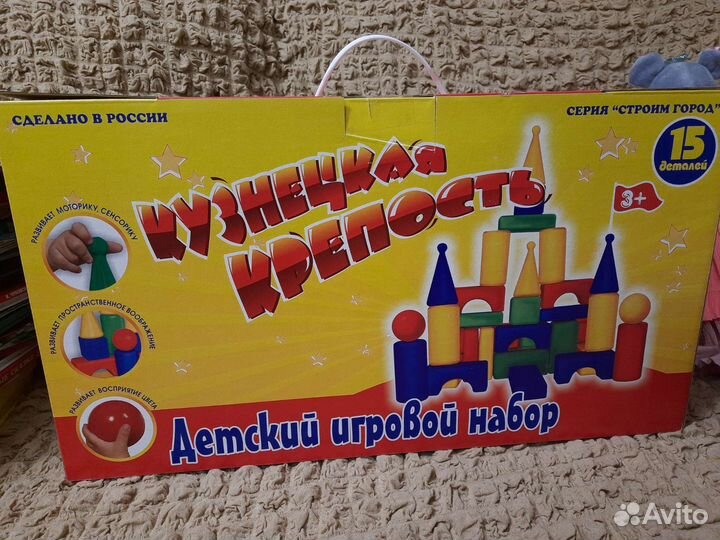 СДЕЛАНО В РОССИИ
СЕРИЯ "СТРОИМ ГОРОД"
15
деталей
3+
КУЗНЕЦКАЯ
КРЕПОСТЬ
РАЗВИВАЕТ МОТОРИКУ, СЕНСОРИКУ
РАЗВИВАЕТ ПРОСТРАНСТВЕННОЕ ВООБРАЖЕНИЕ
РАЗВИВАЕТ ВОСПРИЯТИЕ ЦВЕТА
Детский игровой набор
Avito